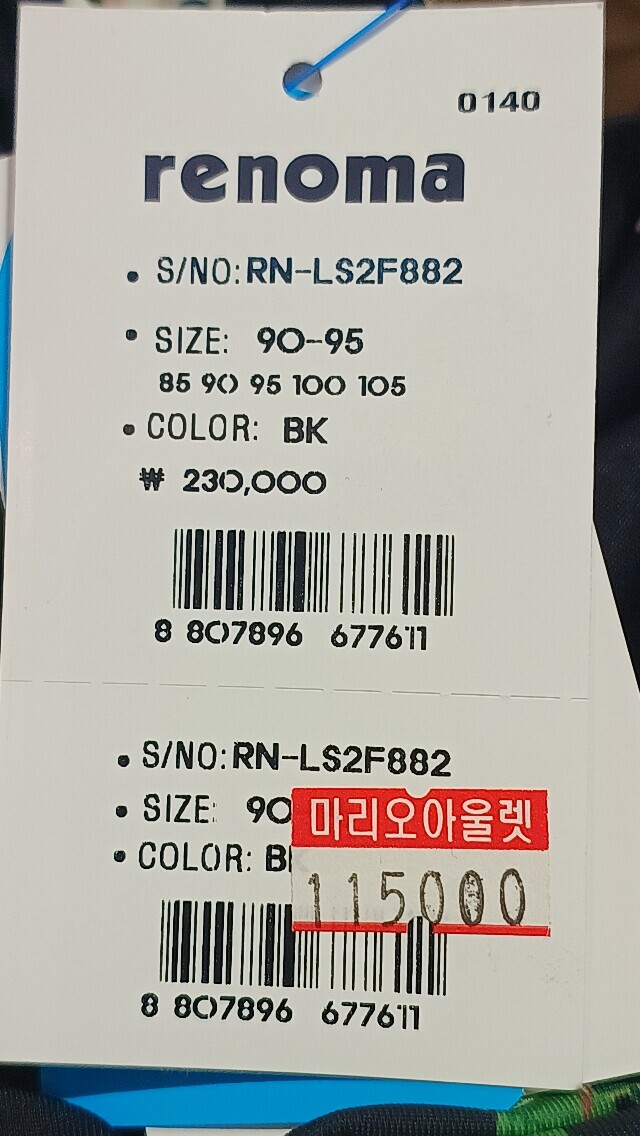 0140
renoma
• S/NO: RN-LS2F882
• SIZE: 90-95
85 90 95 100 105
• COLOR: BK
₩ 230,000
8 807896 677611
• S/NO: RN-LS2F882
• SIZE: 90
마리오아울렛
• COLOR: B
115000
8 807896 677611